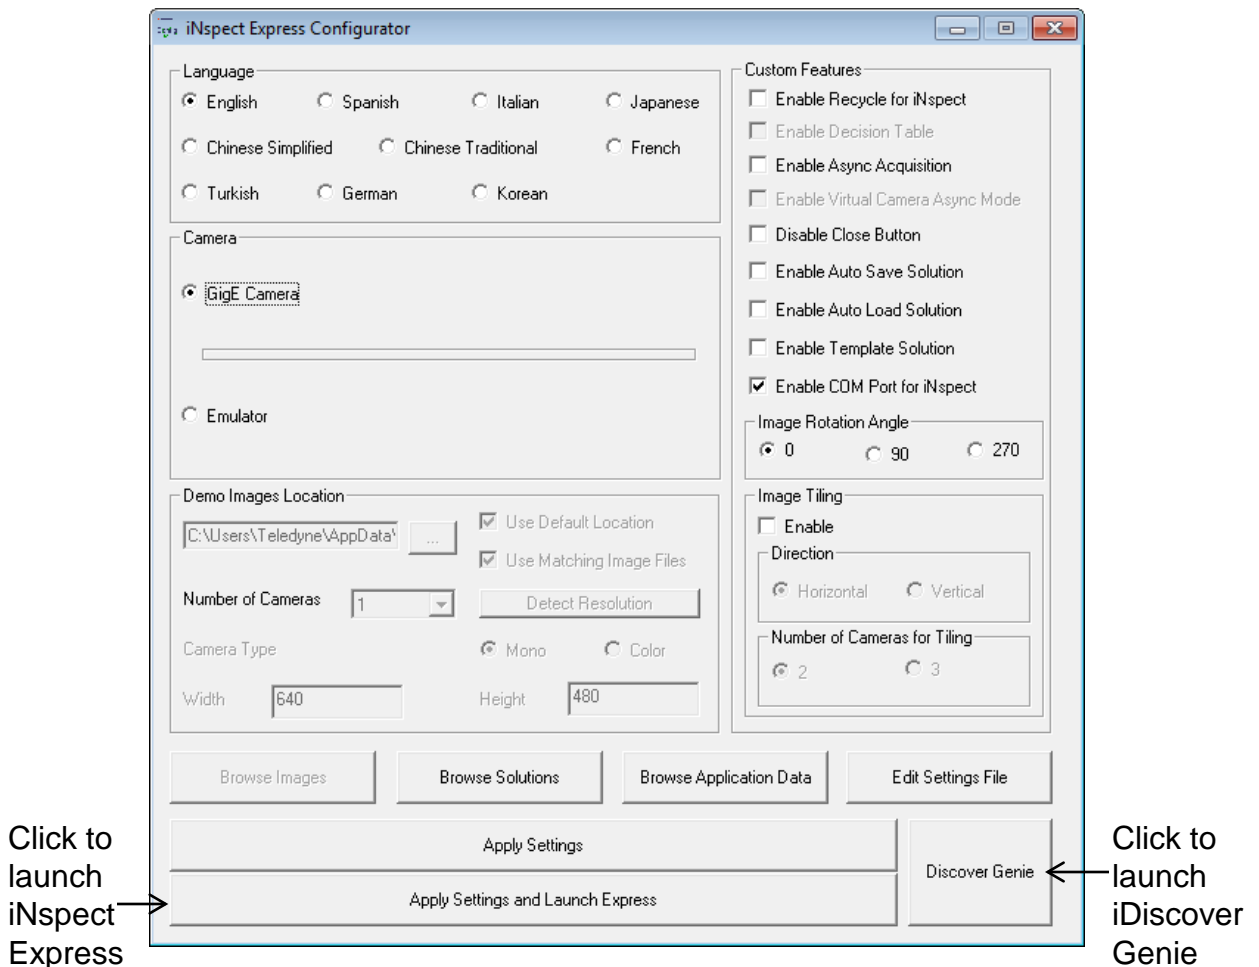 iNspect Express Configurator
Language
English Spanish Italian Japanese
Chinese Simplified Chinese Traditional French
Turkish German Korean
Camera
GigE Camera
Emulator
Demo Images Location
C:\Users\Teledyne\AppData\ ... Use Default Location
Use Matching Image Files
Number of Cameras 1 Detect Resolution
Camera Type Mono Color
Width 640 Height 480
Custom Features
Enable Recycle for iNspect
Enable Decision Table
Enable Async Acquisition
Enable Virtual Camera Async Mode
Disable Close Button
Enable Auto Save Solution
Enable Auto Load Solution
Enable Template Solution
Enable COM Port for iNspect
Image Rotation Angle
0 90 270
Image Tiling
Enable
Direction
Horizontal Vertical
Number of Cameras for Tiling
2 3
Browse Images Browse Solutions Browse Application Data Edit Settings File
Apply Settings
Apply Settings and Launch Express
Discover Genie
Click to
launch
iNspect
Express
Click to
launch
iDiscover
Genie